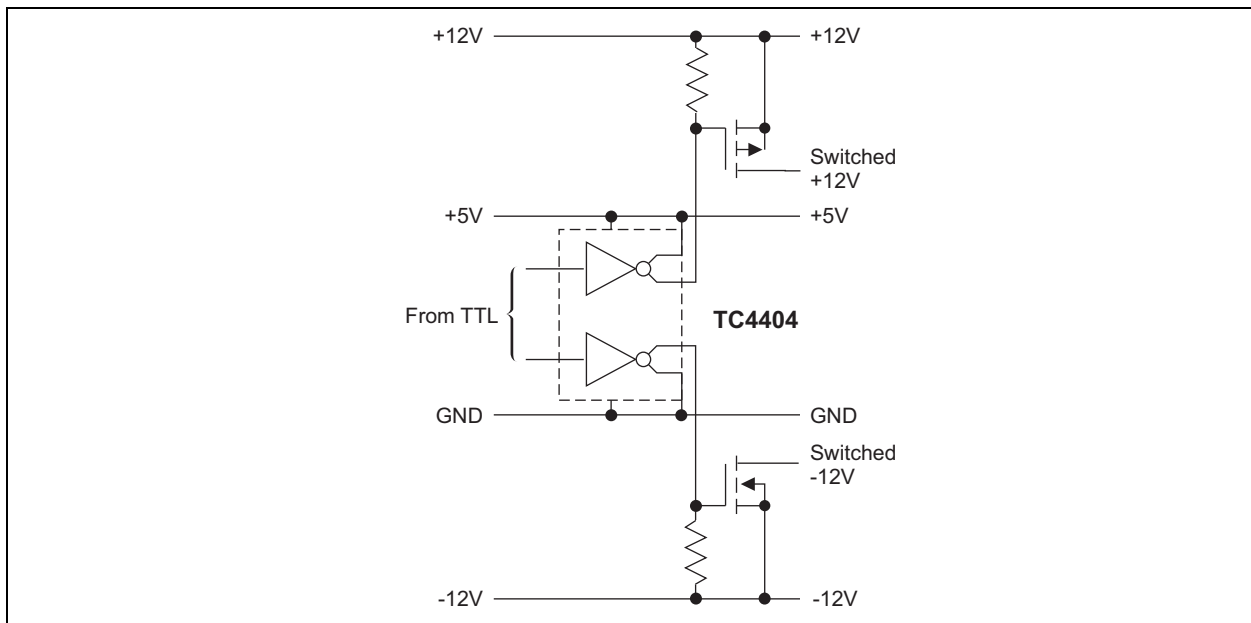 +12V
+12V
Switched
+12V
+5V
+5V
From TTL
TC4404
GND
GND
Switched
-12V
-12V
-12V